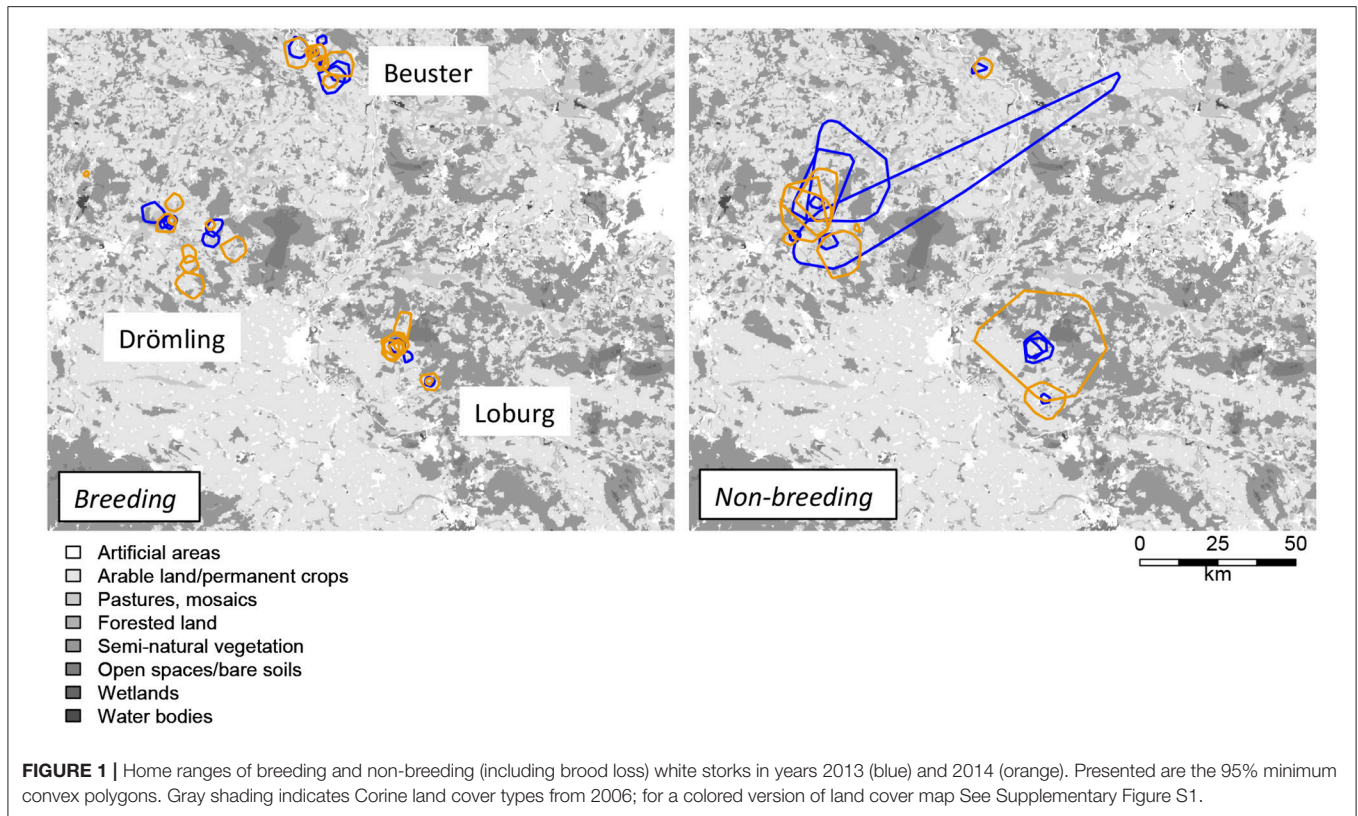 Beuster
Drömling
Loburg
Breeding
Non-breeding
Artificial areas
Arable land/permanent crops
Pastures, mosaics
Forested land
Semi-natural vegetation
Open spaces/bare soils
Wetlands
Water bodies
0 25 50
km
FIGURE 1 | Home ranges of breeding and non-breeding (including brood loss) white storks in years 2013 (blue) and 2014 (orange). Presented are the 95% minimum
convex polygons. Gray shading indicates Corine land cover types from 2006; for a colored version of land cover map See Supplementary Figure S1.